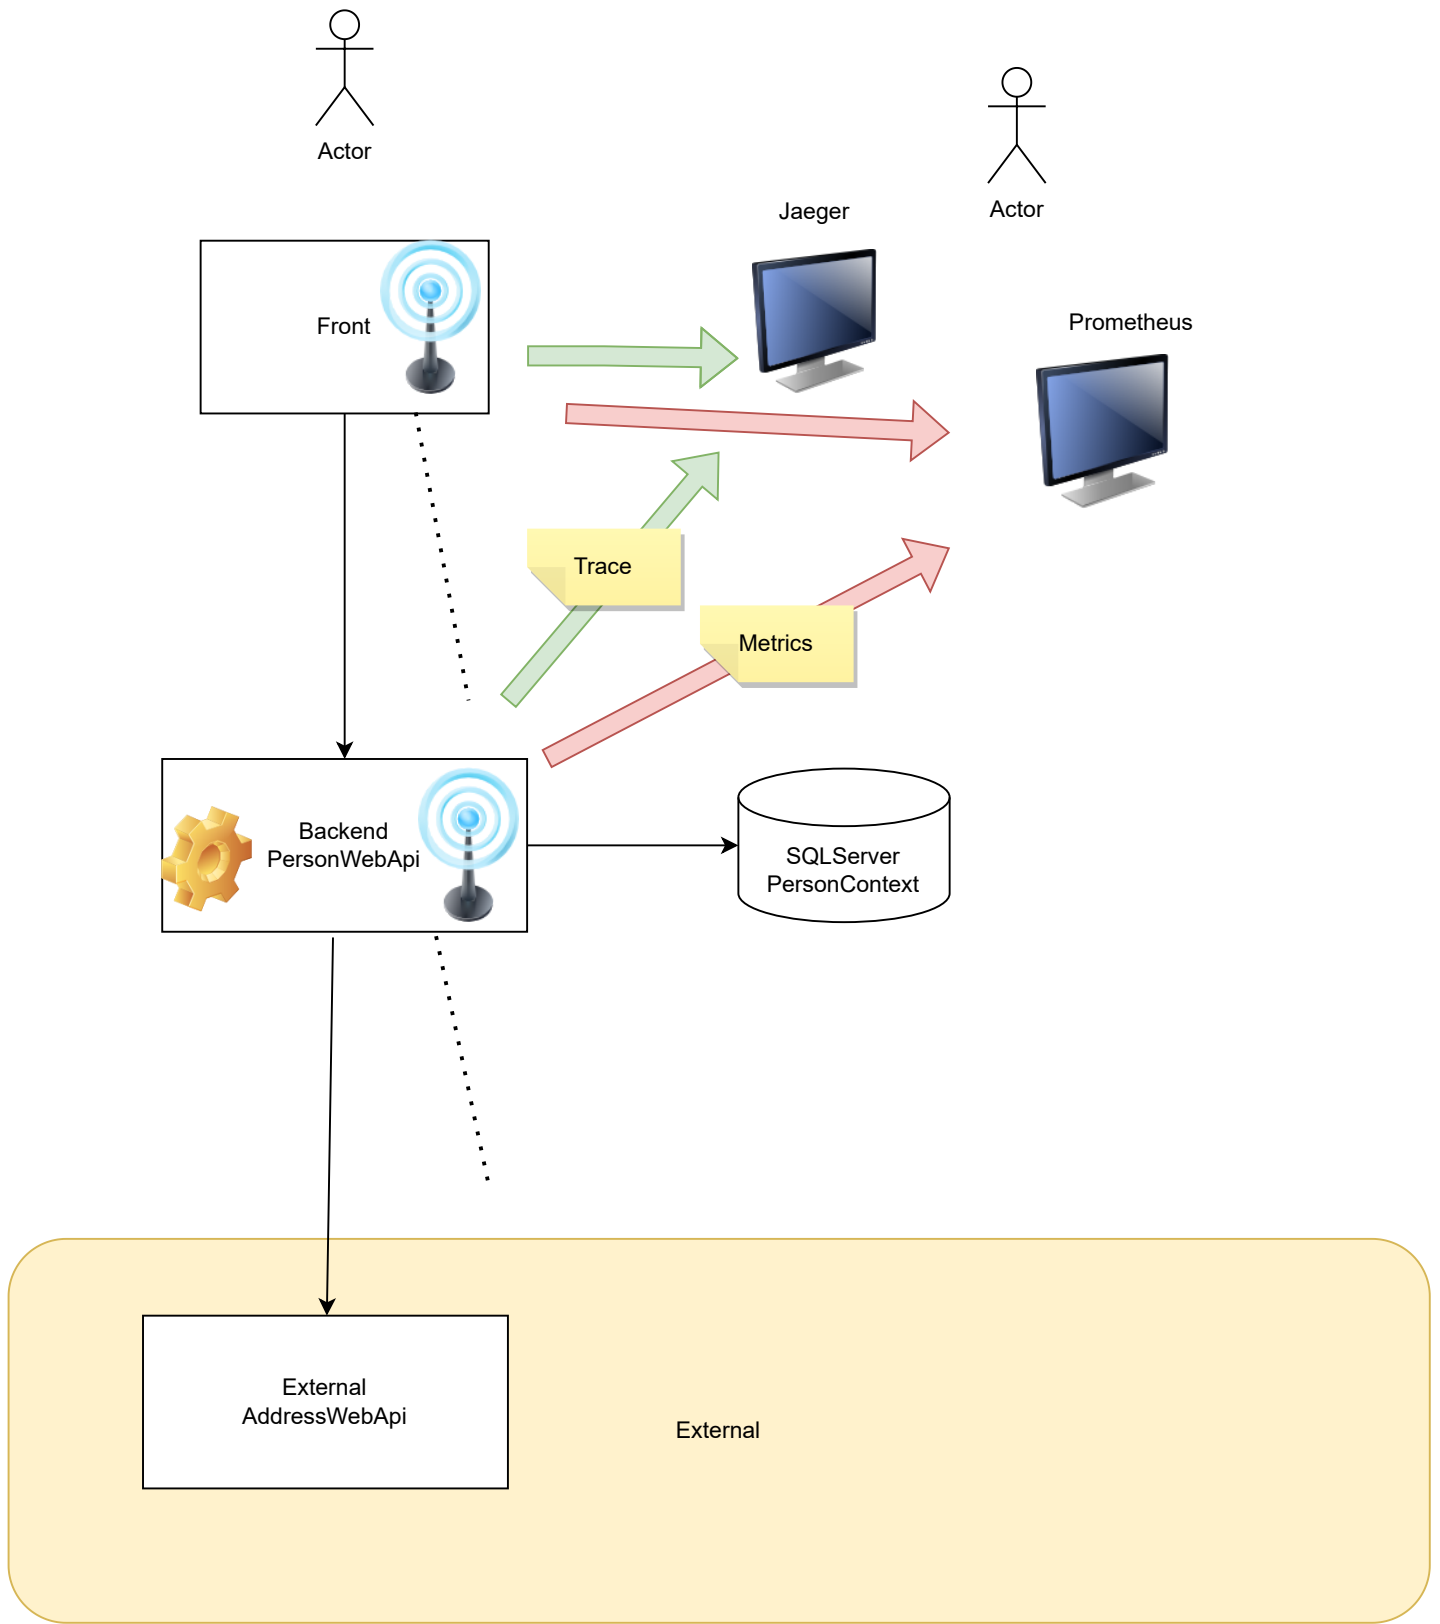 Actor
Actor
Jaeger
Prometheus
Front
Trace
Metrics
Backend
PersonWebApi
SQLServer
PersonContext
External
AddressWebApi
External